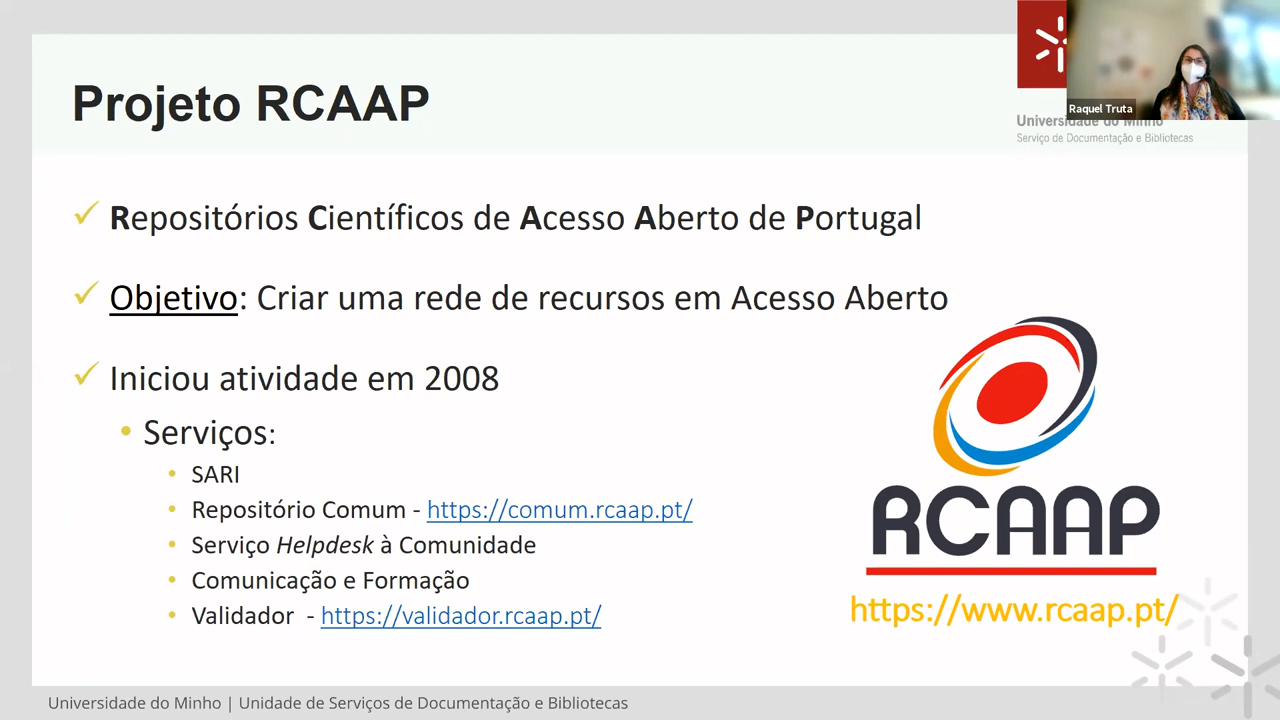 Projeto RCAAP
Raquel Truta
Universidade do Minho
Serviço de Documentação e Bibliotecas
Repositórios Científicos de Acesso Aberto de Portugal
Objetivo: Criar uma rede de recursos em Acesso Aberto
Iniciou atividade em 2008
Serviços:
SARI
Repositório Comum - https://comum.rcaap.pt/
Serviço Helpdesk à Comunidade
Comunicação e Formação
Validador - https://validador.rcaap.pt/
RCAAP
https://www.rcaap.pt/
Universidade do Minho | Unidade de Serviços de Documentação e Bibliotecas